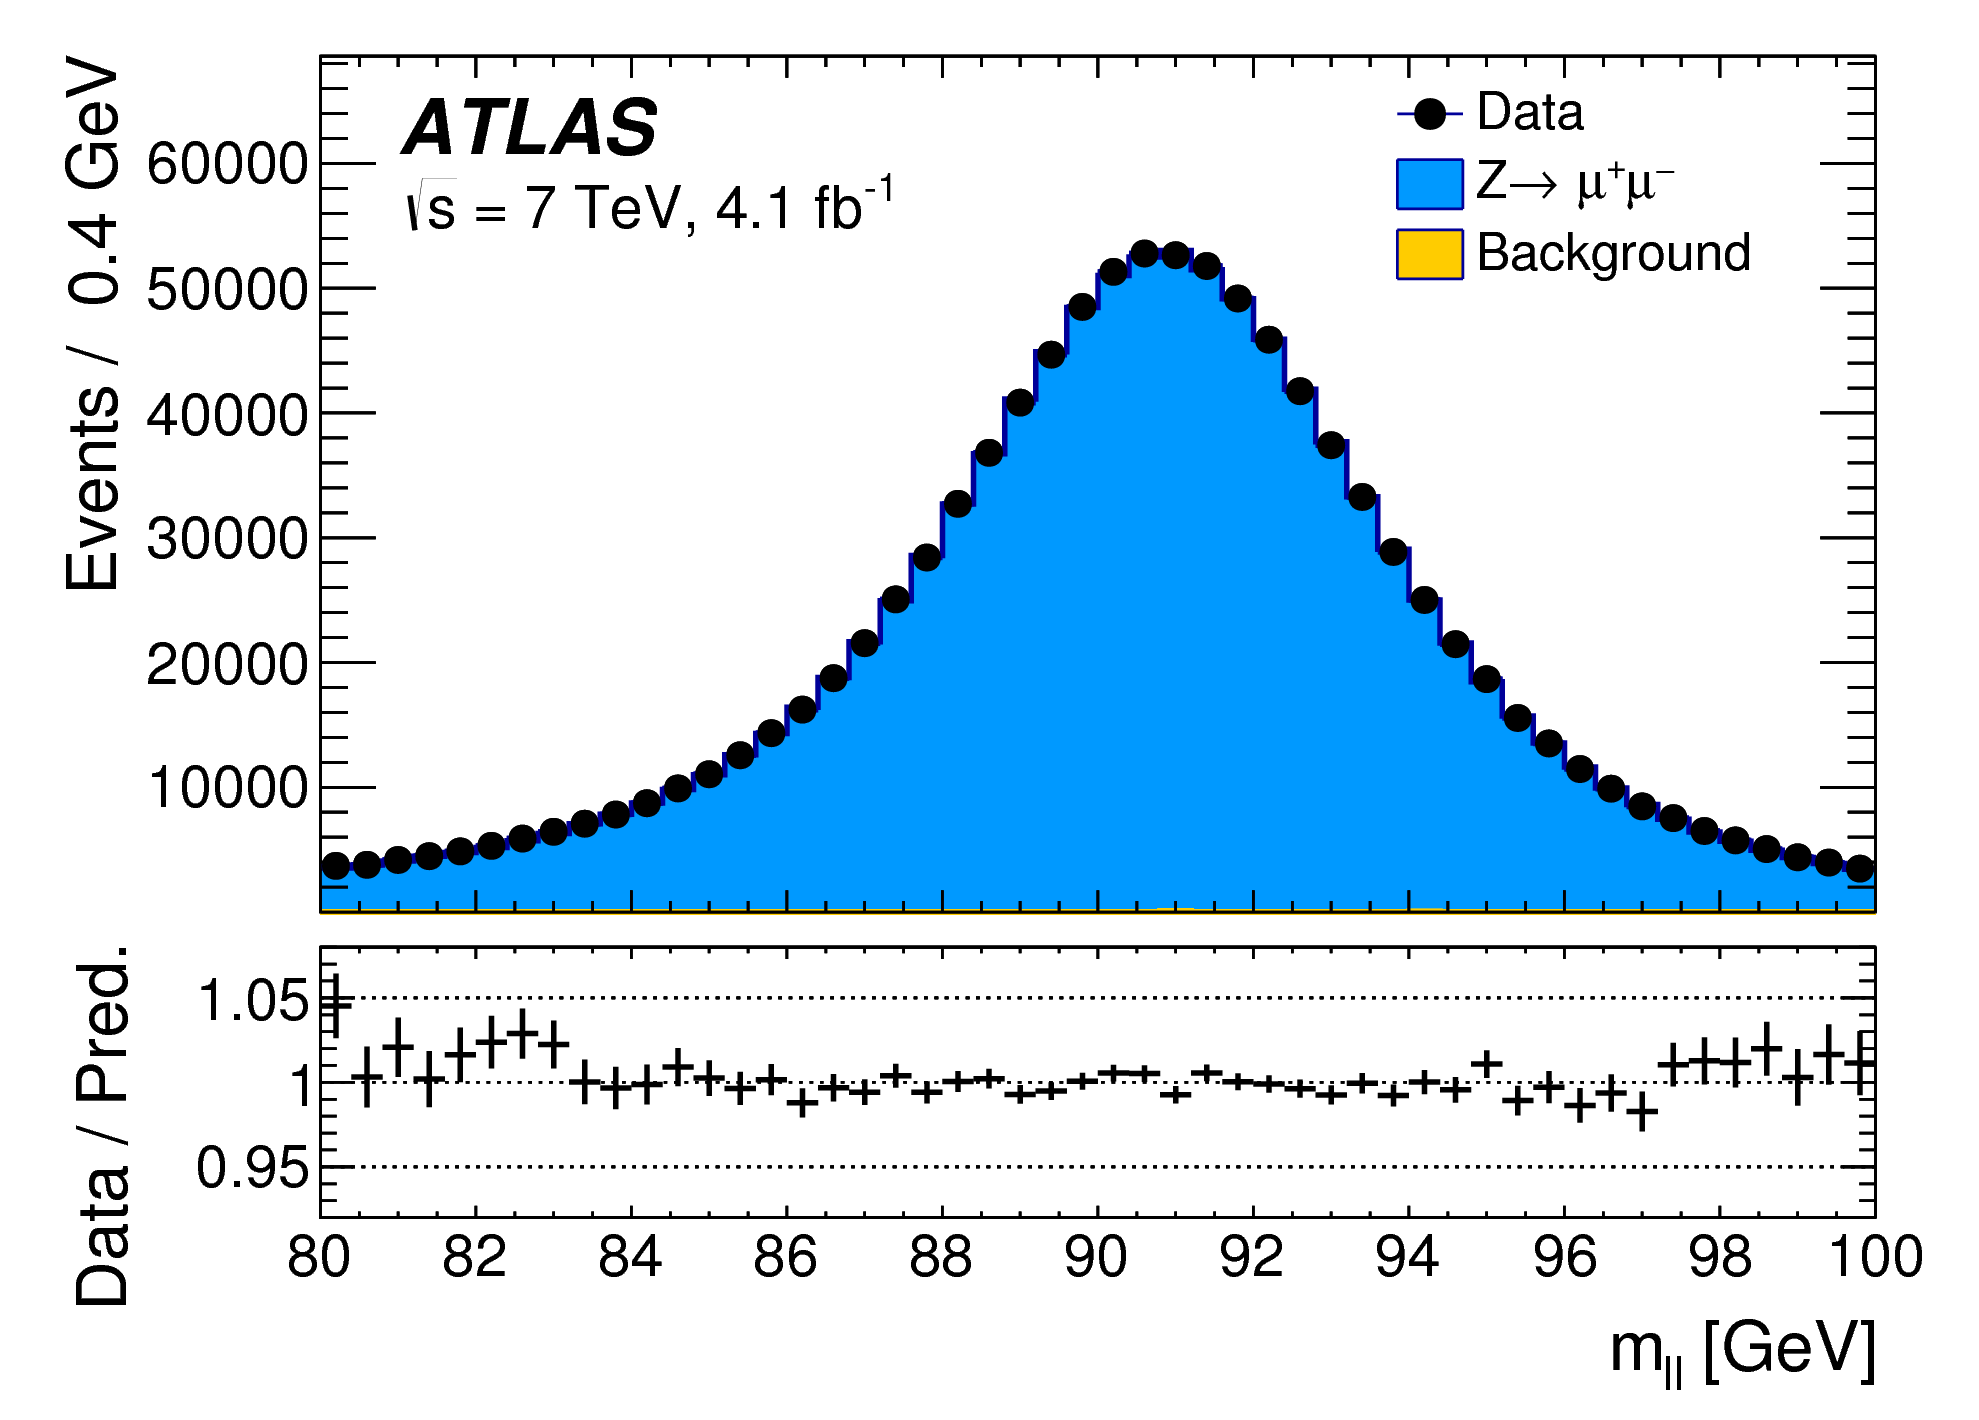 Events / 0.4 GeV
ATLAS
√s = 7 TeV, 4.1 fb⁻¹
Data
Z→ μ⁺μ⁻
Background
60000
50000
40000
30000
20000
10000
Data / Pred.
1.05
1
0.95
80 82 84 86 88 90 92 94 96 98 100
m_ll [GeV]